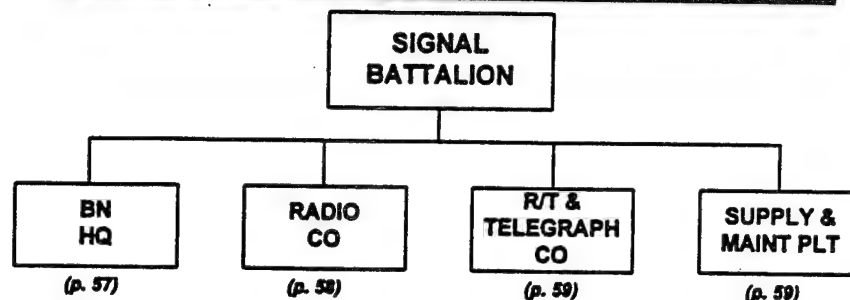 SIGNAL
BATTALION
BN
HQ
(p. 57)
RADIO
CO
(p. 58)
R/T &
TELEGRAPH
CO
(p. 59)
SUPPLY &
MAINT PLT
(p. 59)